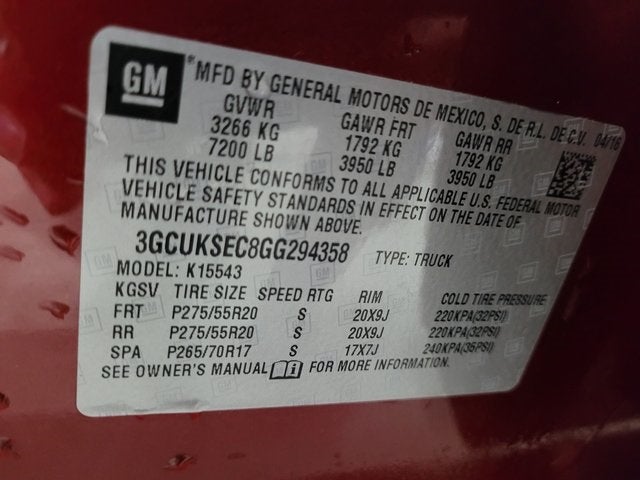 GM
®MFD BY GENERAL MOTORS DE MEXICO, S. DE R.L. DE C.V. 04/16
GVWR GAWR FRT GAWR RR
3266 KG 1792 KG 1792 KG
7200 LB 3950 LB 3950 LB
THIS VEHICLE CONFORMS TO ALL APPLICABLE U.S. FEDERAL MOTOR
VEHICLE SAFETY STANDARDS IN EFFECT ON THE DATE OF
MANUFACTURE SHOWN ABOVE.
3GCUKSEC8GG294358 TYPE: TRUCK
MODEL: K15543
KGSV TIRE SIZE SPEED RTG RIM COLD TIRE PRESSURE
FRT P275/55R20 S 20X9J 220KPA(32PSI)
RR P275/55R20 S 20X9J 220KPA(32PSI)
SPA P265/70R17 S 17X7J 240KPA(35PSI)
SEE OWNER'S MANUAL FOR MORE INFORMATION.